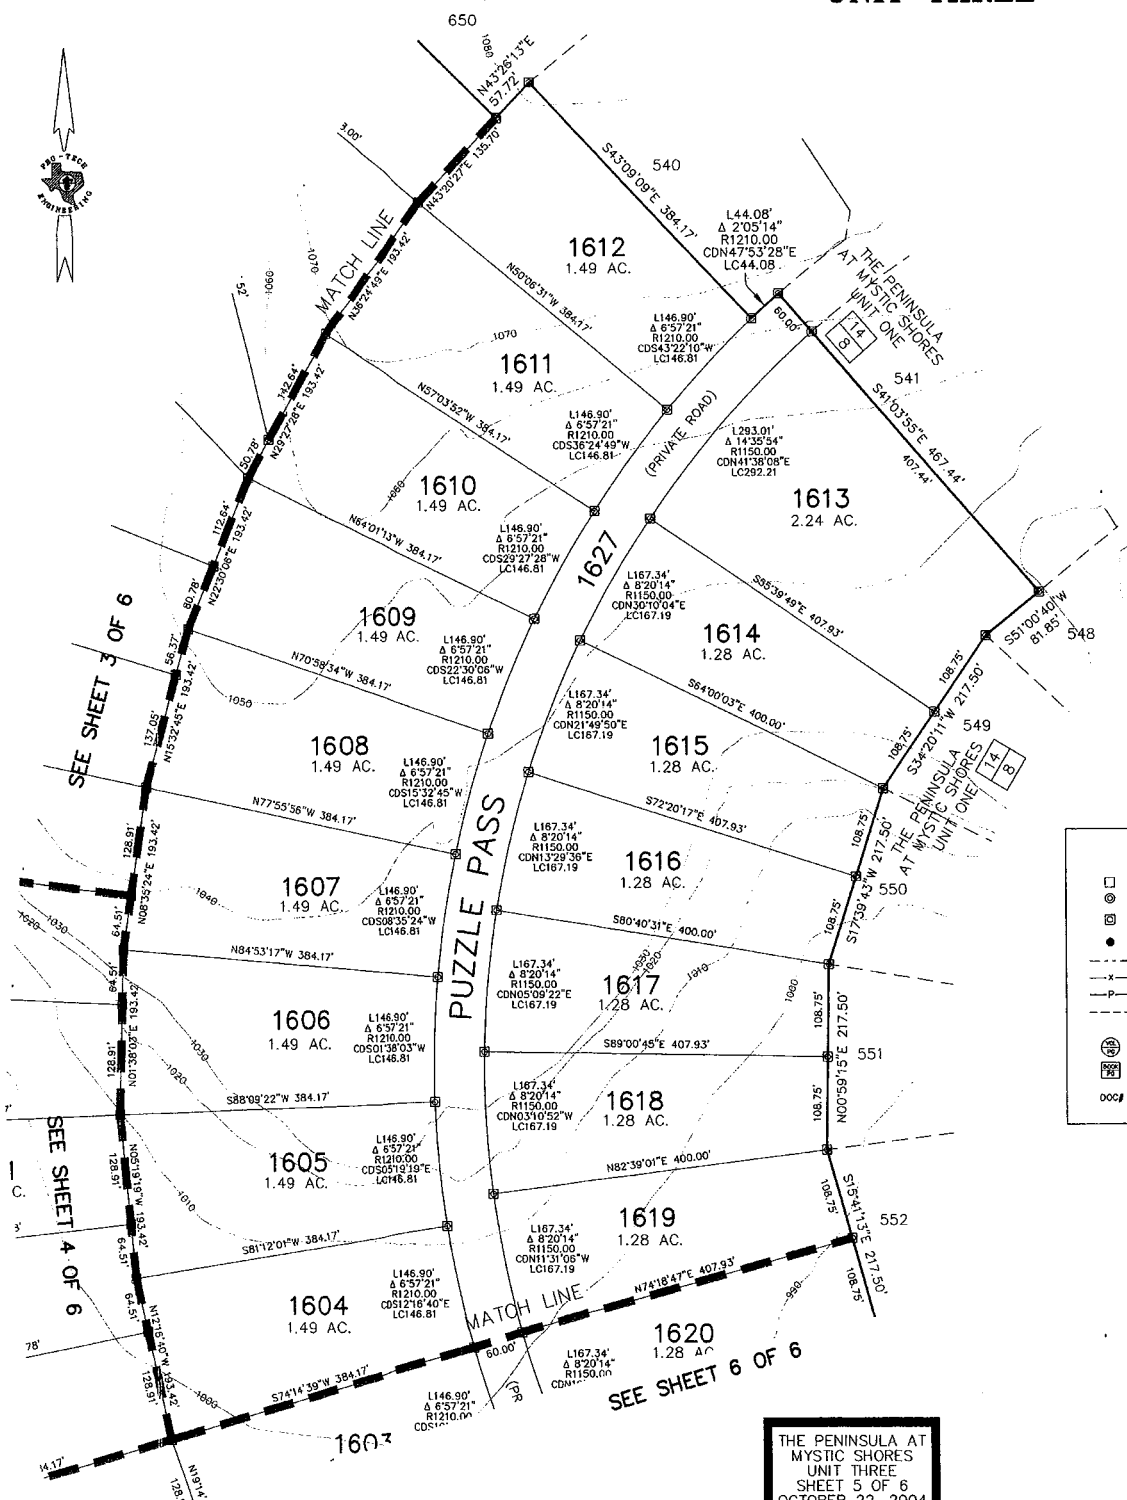 650
1080
N43°26'13"E
57.72'
PRO-TECH
ENGINEERING
3.00'
N43°20'27"E 135.70'
S43°09'09"E 384.17'
540
MATCH LINE
N36°24'49"E 193.42'
1070
1612
1.49 AC.
L44.08'
Δ 2°05'14"
R1210.00
CDN47°53'28"E
LC44.08
THE PENINSULA
AT MYSTIC SHORES
UNIT ONE
14
8
60.00'
N50°06'31"W 384.17'
L146.90'
Δ 6°57'21"
R1210.00
CDS43°22'10"W
LC146.81
1060
1070
1611
1.49 AC.
541
S41°03'55"E 467.44'
407.44'
142.64'
N29°27'28"E 193.42'
N57°03'52"W 384.17'
L146.90'
Δ 6°57'21"
R1210.00
CDS36°24'49"W
LC146.81
(PRIVATE ROAD)
L293.01'
Δ 14°35'54"
R1150.00
CDN41°38'08"E
LC292.21
50.78'
1060
1610
1.49 AC.
1613
2.24 AC.
112.64'
N22°30'06"E 193.42'
N64°01'13"W 384.17'
L146.90'
Δ 6°57'21"
R1210.00
CDS29°27'28"W
LC146.81
1627
L167.34'
Δ 8°20'14"
R1150.00
CDN30°10'04"E
LC167.19
S55°39'49"E 407.93'
S51°00'40"W
81.85'
548
80.78'
SEE SHEET 3 OF 6
1609
1.49 AC.
L146.90'
Δ 6°57'21"
R1210.00
CDS22°30'06"W
LC146.81
1614
1.28 AC.
56.37'
N70°58'34"W 384.17'
S64°00'03"E 400.00'
108.75'
S34°20'11"W 217.50'
108.75'
549
1050
137.05'
N15°32'45"E 193.42'
1608
1.49 AC.
L146.90'
Δ 6°57'21"
R1210.00
CDS15°32'45"W
LC146.81
L167.34'
Δ 8°20'14"
R1150.00
CDN21°49'50"E
LC167.19
1615
1.28 AC.
THE PENINSULA
AT MYSTIC SHORES
UNIT ONE
14
8
N77°55'56"W 384.17'
S72°20'17"E 407.93'
128.91'
N08°35'24"E 193.42'
PUZZLE PASS
108.75'
S17°39'43"W 217.50'
108.75'
550
1607
1.49 AC.
1040
L146.90'
Δ 6°57'21"
R1210.00
CDS08°35'24"W
LC146.81
L167.34'
Δ 8°20'14"
R1150.00
CDN13°29'36"E
LC167.19
1616
1.28 AC.
64.51'
1030
1020
N84°53'17"W 384.17'
S80°40'31"E 400.00'
64.51'
N01°38'03"E 193.42'
128.91'
1606
1.49 AC.
1030
1020
L146.90'
Δ 6°57'21"
R1210.00
CDS01°38'03"W
LC146.81
L167.34'
Δ 8°20'14"
R1150.00
CDN05°09'22"E
LC167.19
1617
1.28 AC.
1030
1020
1010
1000
108.75'
N00°59'15"E 217.50'
108.75'
551
S88°09'22"W 384.17'
S89°00'45"E 407.93'
L167.34'
Δ 8°20'14"
R1150.00
CDN03°10'52"W
LC167.19
1618
1.28 AC.
SEE SHEET 4 OF 6
N05°19'19"W 193.42'
128.91'
64.51'
1605
1.49 AC.
1010
L146.90'
Δ 6°57'21"
R1210.00
CDS05°19'19"E
LC146.81
N82°39'01"E 400.00'
S81°12'01"W 384.17'
108.75'
S15°41'13"E 217.50'
108.75'
552
L167.34'
Δ 8°20'14"
R1150.00
CDN11°31'06"W
LC167.19
1619
1.28 AC.
64.51'
N12°16'40"W 193.42'
128.91'
1604
1.49 AC.
L146.90'
Δ 6°57'21"
R1210.00
CDS12°16'40"E
LC146.81
MATCH LINE
N74°18'47"E 407.93'
990
78'
60.00'
S74°14'39"W 384.17'
1000
L167.34'
Δ 8°20'14"
R1150.00
1620
1.28 AC
SEE SHEET 6 OF 6
L146.90'
Δ 6°57'21"
R1210.00
(PR
1603
N19°14'
DOC#
THE PENINSULA AT
MYSTIC SHORES
UNIT THREE
SHEET 5 OF 6
OCTOBER 22, 2004